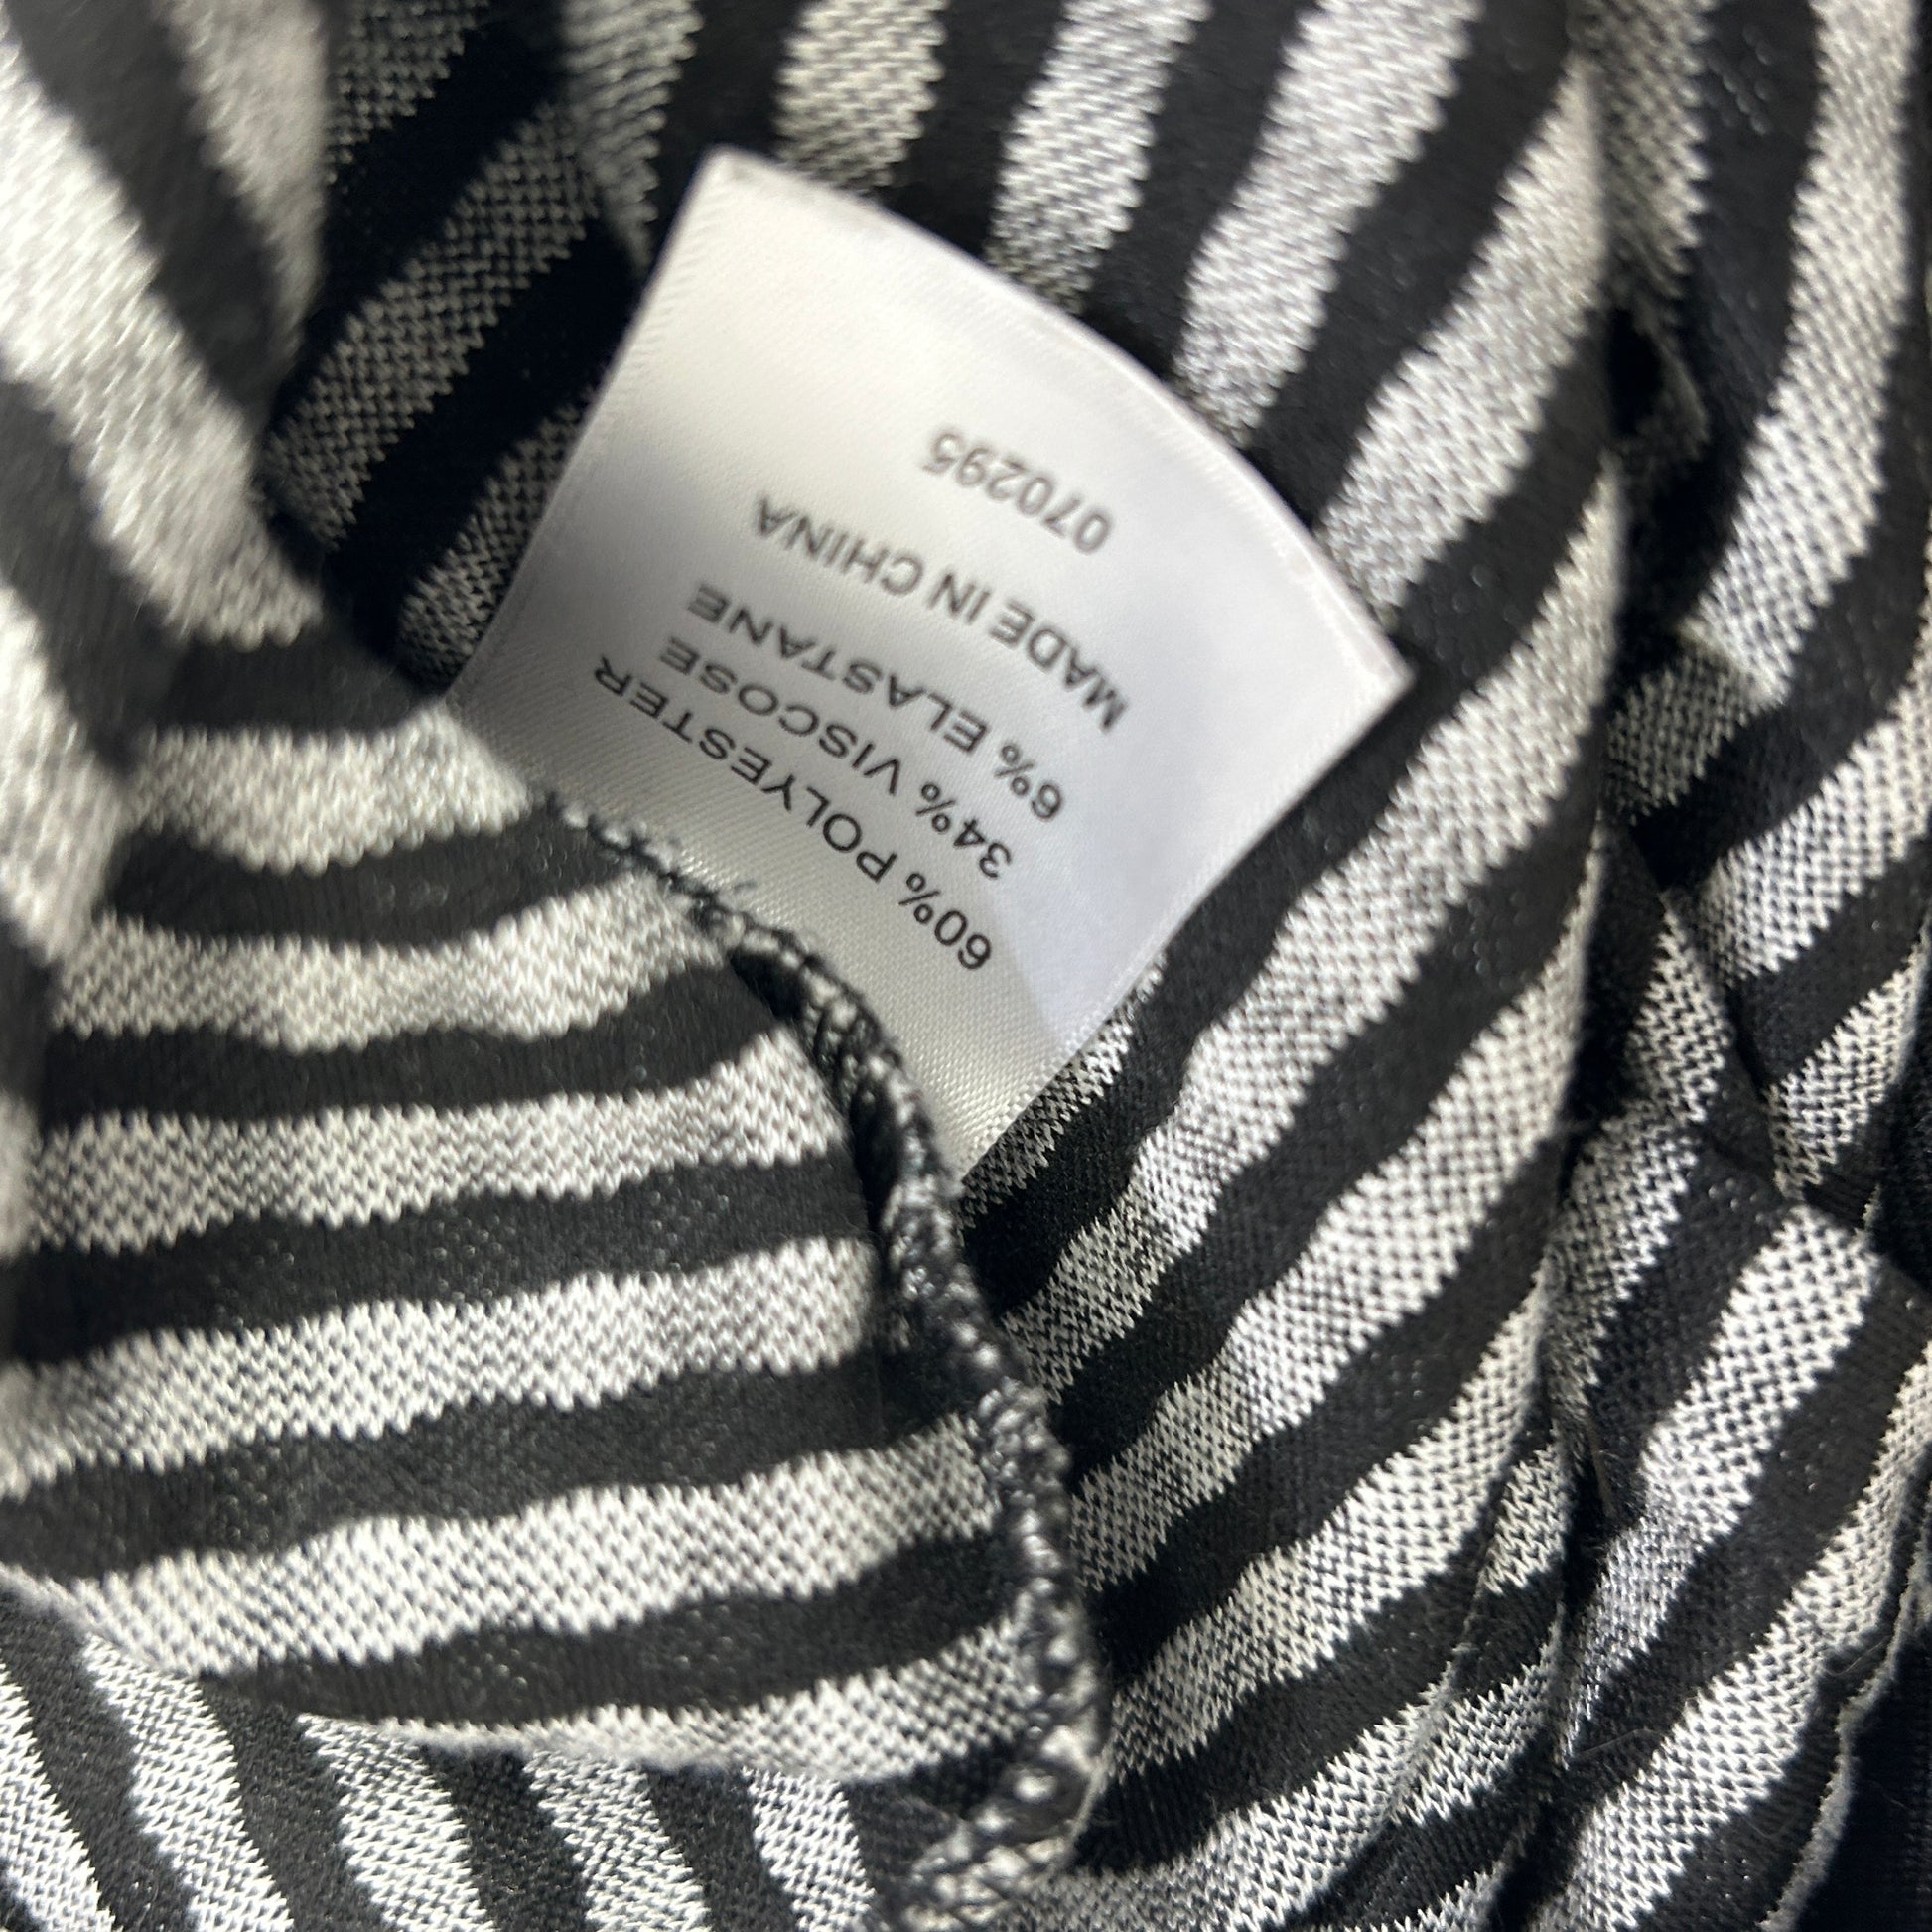 60% POLYESTER
34% VISCOSE
6% ELASTANE
MADE IN CHINA
070295